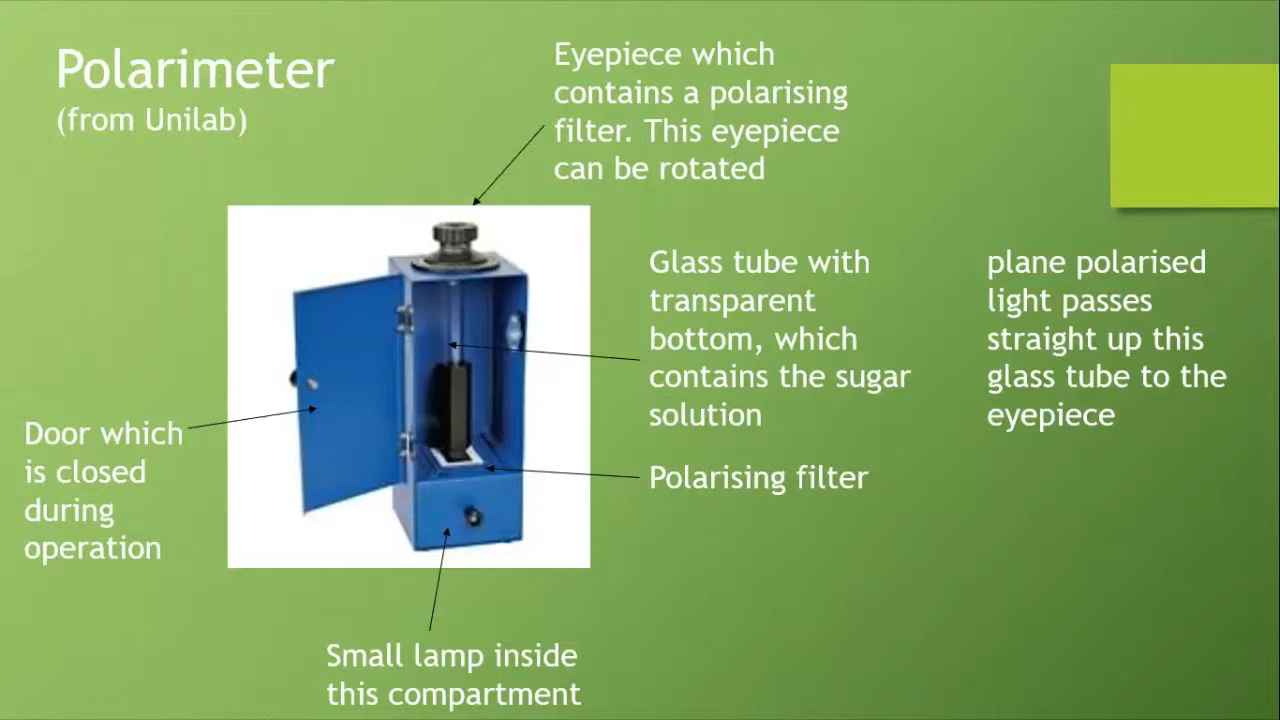 Polarimeter
(from Unilab)
Eyepiece which
contains a polarising
filter. This eyepiece
can be rotated
Glass tube with
transparent
bottom, which
contains the sugar
solution
plane polarised
light passes
straight up this
glass tube to the
eyepiece
Polarising filter
Door which
is closed
during
operation
Small lamp inside
this compartment